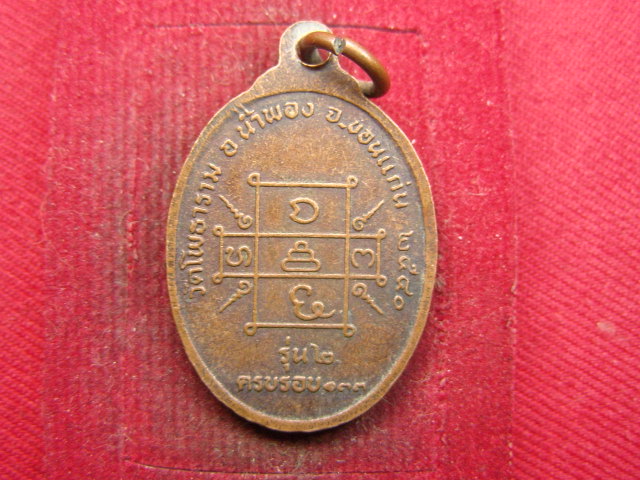 วัดโพธาราม อ.น้ำพอง จ.ขอนแก่น ๒๕๔๐
รุ่น ๒
ครบรอบ ๑๓๓